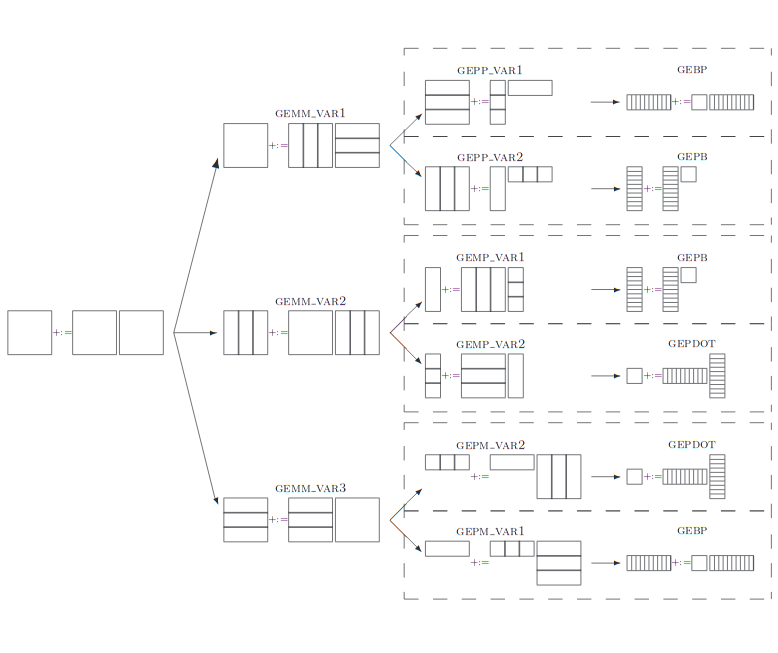 GEPP_VAR1
GEBP
+:=
+:=
GEMM_VAR1
+:=
GEPP_VAR2
GEPB
+:=
+:=
GEMP_VAR1
GEPB
+:=
+:=
GEMM_VAR2
+:=
+:=
GEMP_VAR2
GEPDOT
+:=
+:=
GEPM_VAR2
GEPDOT
+:=
+:=
GEMM_VAR3
+:=
GEPM_VAR1
GEBP
+:=
+:=